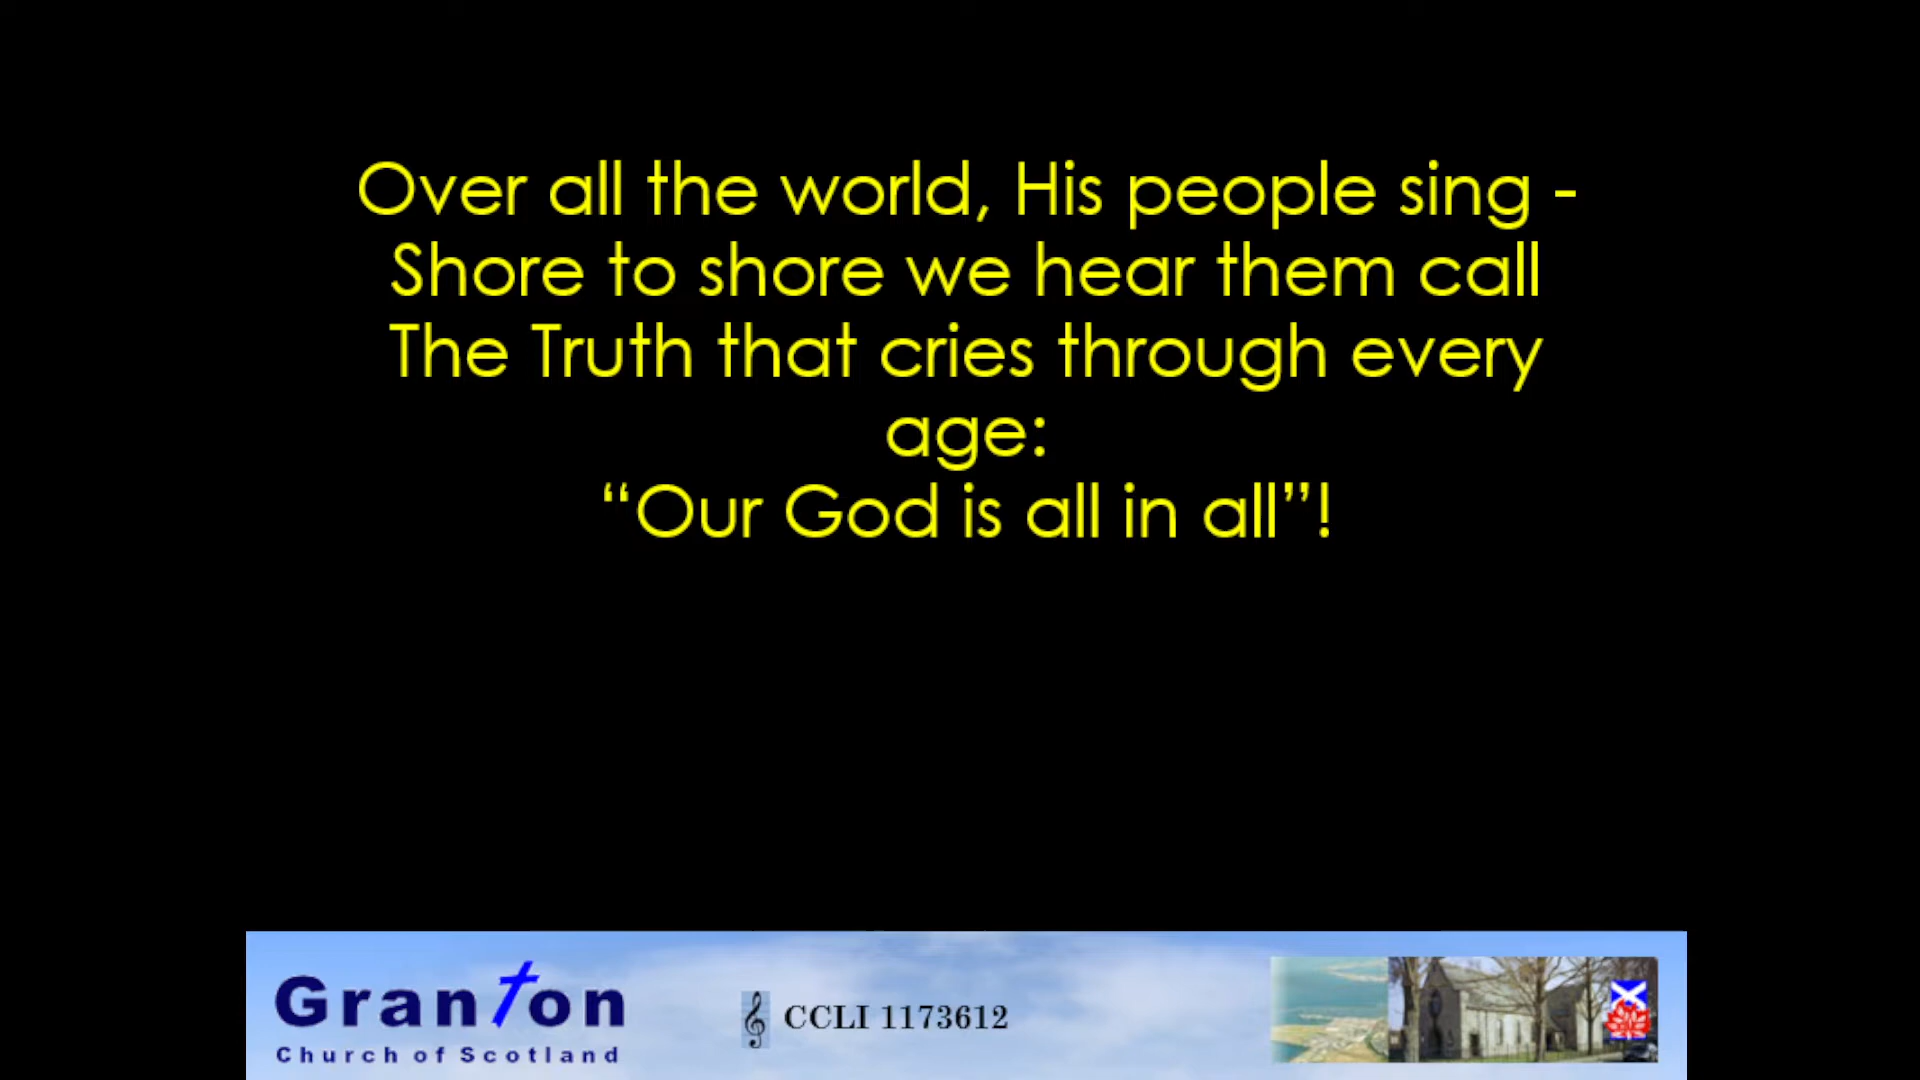 Over all the world, His people sing -
Shore to shore we hear them call
The Truth that cries through every
age:
“Our God is all in all”!
Granton
Church of Scotland
CCLI 1173612